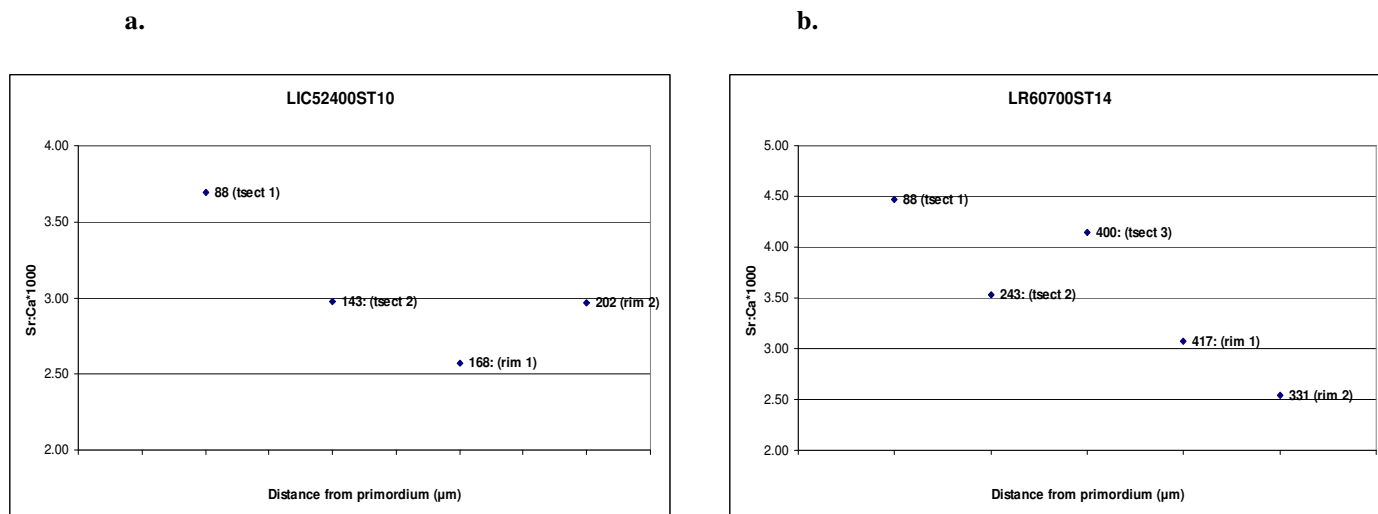 a.
LIC52400ST10
4.00
3.50
3.00
2.50
2.00
Sr:Ca*1000
88 (tsect 1)
143: (tsect 2)
168: (rim 1)
202 (rim 2)
Distance from primordium (µm)
b.
LR60700ST14
5.00
4.50
4.00
3.50
3.00
2.50
2.00
Sr:Ca*1000
88 (tsect 1)
243: (tsect 2)
400: (tsect 3)
417: (rim 1)
331 (rim 2)
Distance from primordium (µm)